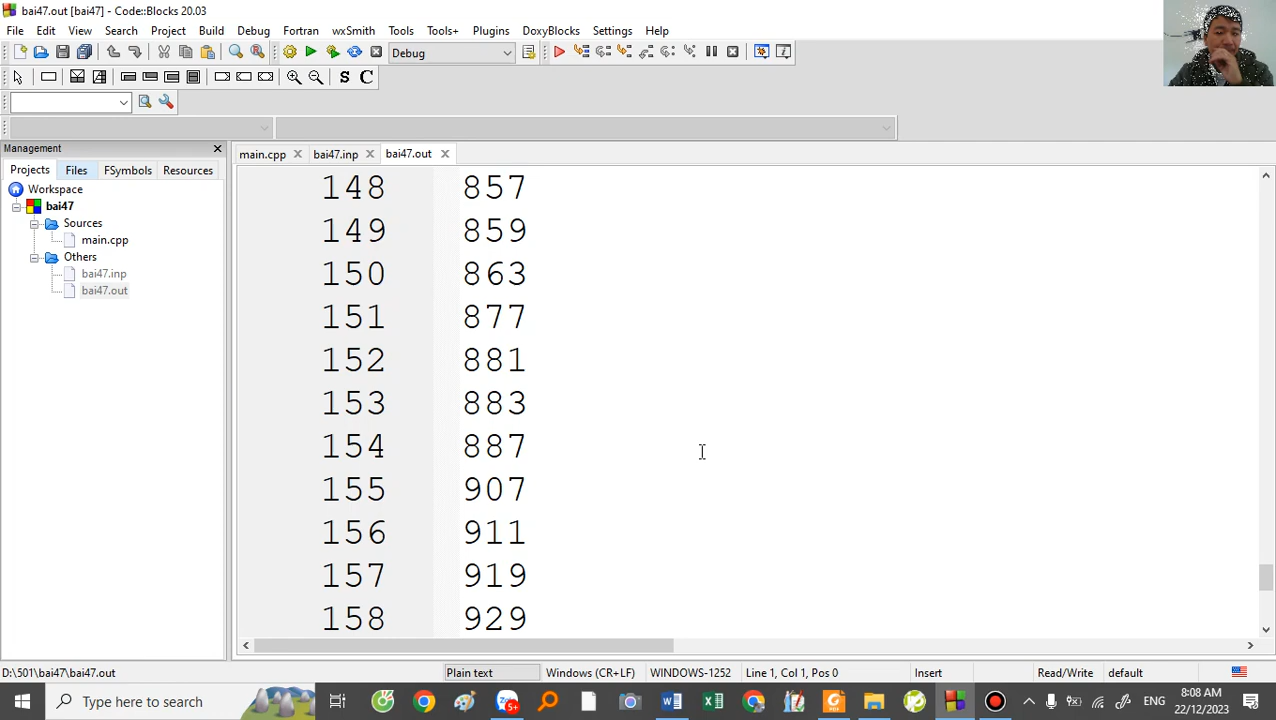 bai47.out [bai47] - Code::Blocks 20.03
File Edit View Search Project Build Debug Fortran wxSmith Tools Tools+ Plugins DoxyBlocks Settings Help
Debug
S C
Management
Projects Files FSymbols Resources
Workspace
bai47
Sources
main.cpp
Others
bai47.inp
bai47.out
main.cpp bai47.inp bai47.out
148 857
149 859
150 863
151 877
152 881
153 883
154 887
155 907
156 911
157 919
158 929
D:\501\bai47\bai47.out Plain text Windows (CR+LF) WINDOWS-1252 Line 1, Col 1, Pos 0 Insert Read/Write default
Type here to search
5+
ENG
8:08 AM
22/12/2023